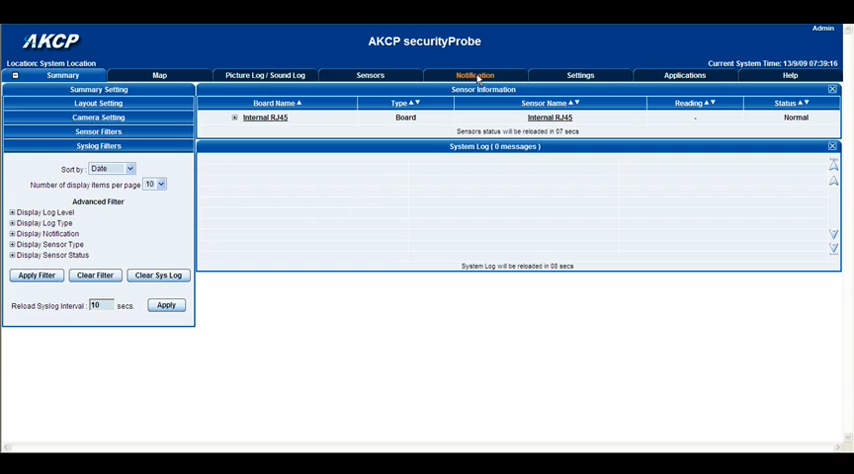 Admin
AKCP
AKCP securityProbe
Location: System Location
Current System Time: 13/9/09 07:39:16
Summary Map Picture Log / Sound Log Sensors Notification Settings Applications Help
Summary Setting
Layout Setting
Camera Setting
Sensor Filters
Syslog Filters
Sort by : Date
Number of display items per page 10
Advanced Filter
Display Log Level
Display Log Type
Display Notification
Display Sensor Type
Display Sensor Status
Apply Filter Clear Filter Clear Sys Log
Reload Syslog Interval : 10 secs. Apply
Sensor Information
Board Name Type Sensor Name Reading Status
Internal RJ45 Board Internal RJ45 - Normal
Sensors status will be reloaded in 07 secs
System Log ( 0 messages )
System Log will be reloaded in 08 secs